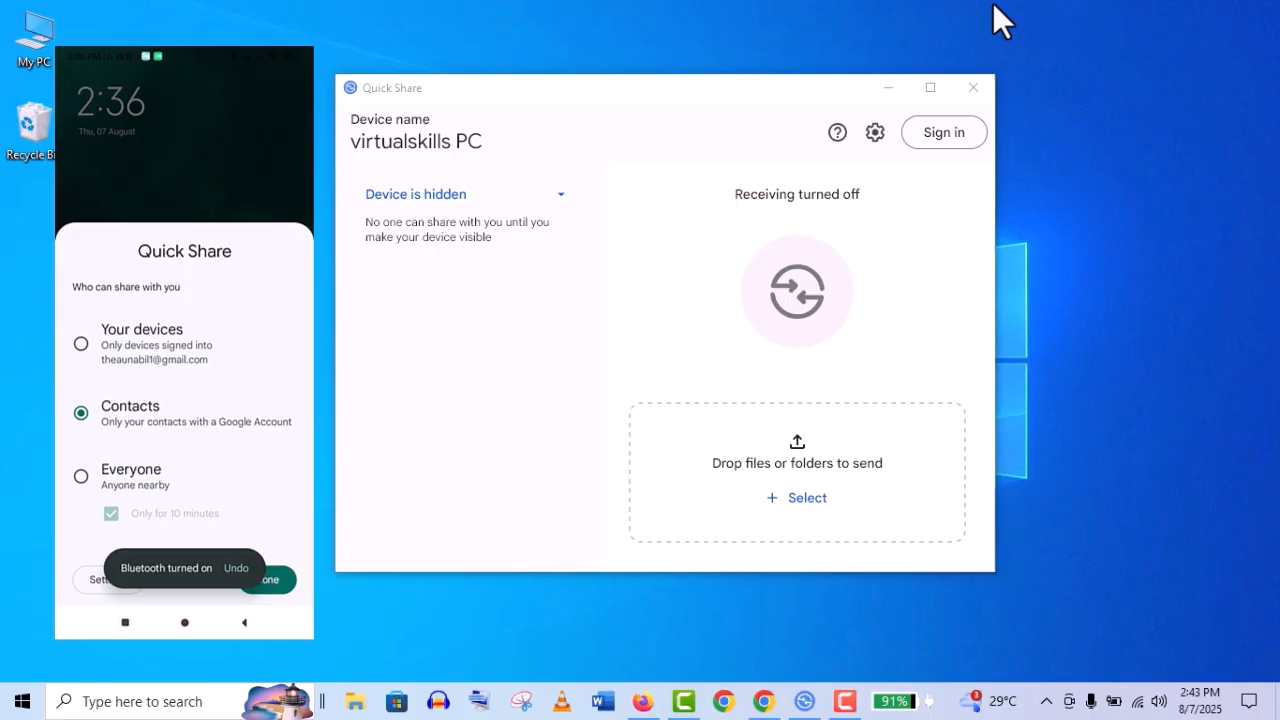 My PC
Recycle Bi
2:36
Thu, 07 August
Quick Share
Who can share with you
Your devices
Only devices signed into
theaunabil1@gmail.com
Contacts
Only your contacts with a Google Account
Everyone
Anyone nearby
Only for 10 minutes
Bluetooth turned on Undo
Quick Share
Device name
virtualskills PC
Sign in
Device is hidden
No one can share with you until you
make your device visible
Receiving turned off
Drop files or folders to send
+ Select
Type here to search
91%
1
29°C
2:43 PM
8/7/2025